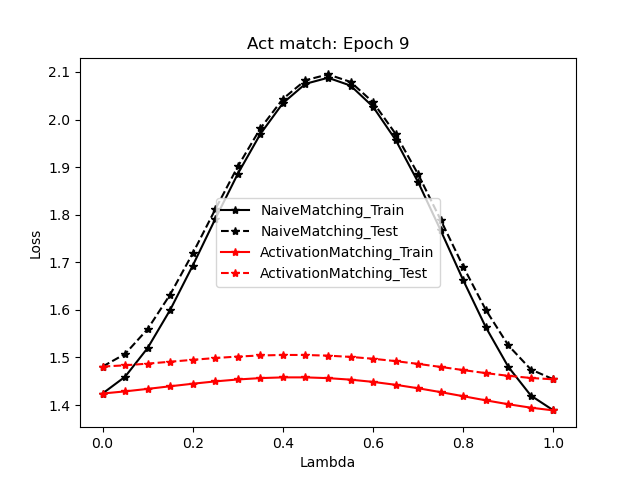 Act match: Epoch 9
Loss
2.1
2.0
1.9
1.8
1.7
1.6
1.5
1.4
NaiveMatching_Train
NaiveMatching_Test
ActivationMatching_Train
ActivationMatching_Test
0.0 0.2 0.4 0.6 0.8 1.0
Lambda